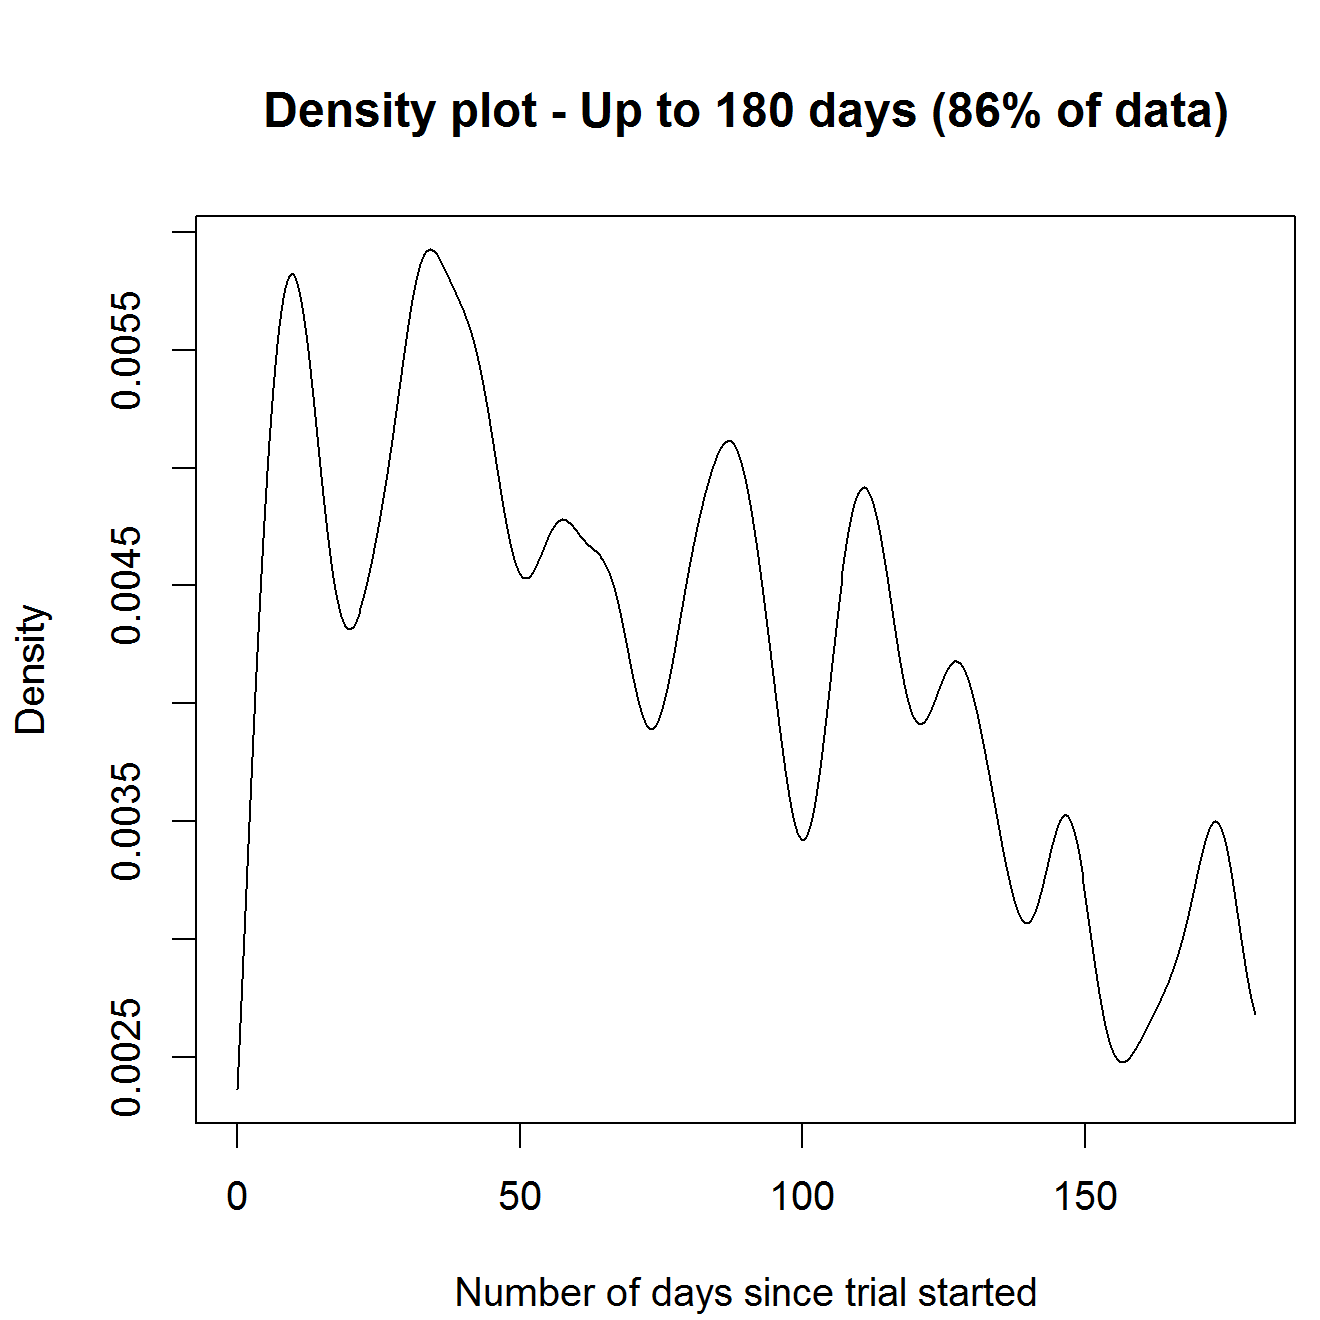 Density plot - Up to 180 days (86% of data)
Density
0.0055
0.0045
0.0035
0.0025
0 50 100 150
Number of days since trial started